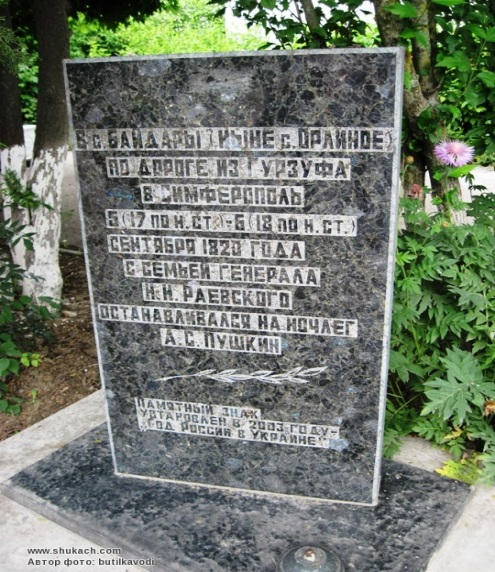 В С. БАЙДАРЫ (НЫНЕ С. ОРЛИНОЕ)
ПО ДОРОГЕ ИЗ ГУРЗУФА
В СИМФЕРОПОЛЬ
5 (17 ПО Н. СТ.) - 6 (18 ПО Н. СТ.)
СЕНТЯБРЯ 1820 ГОДА
С СЕМЬЕЙ ГЕНЕРАЛА
Н.Н. РАЕВСКОГО
ОСТАНАВЛИВАЛСЯ НА НОЧЛЕГ
А.С. ПУШКИН
ПАМЯТНЫЙ ЗНАК
УСТАНОВЛЕН В 2003 ГОДУ-
„ГОД РОССИИ В УКРАИНЕ"
www.shukach.com
Автор фото: butilkavodi